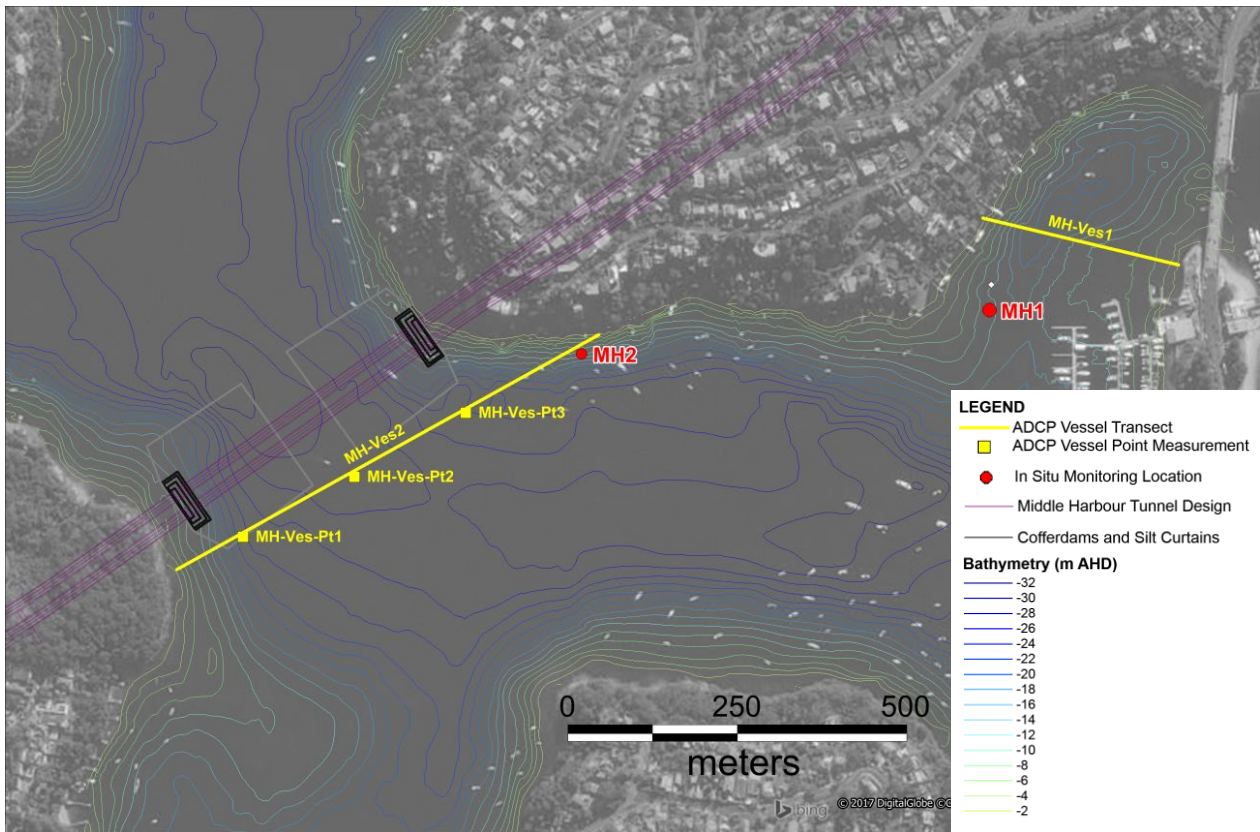 MH-Ves1
MH1
MH2
MH-Ves-Pt3
MH-Ves2
MH-Ves-Pt2
MH-Ves-Pt1
LEGEND
ADCP Vessel Transect
ADCP Vessel Point Measurement
In Situ Monitoring Location
Middle Harbour Tunnel Design
Cofferdams and Silt Curtains
Bathymetry (m AHD)
-32
-30
-28
-26
-24
-22
-20
-18
-16
-14
-12
-10
-8
-6
-4
-2
0 250 500
meters
bing
© 2017 DigitalGlobe ©